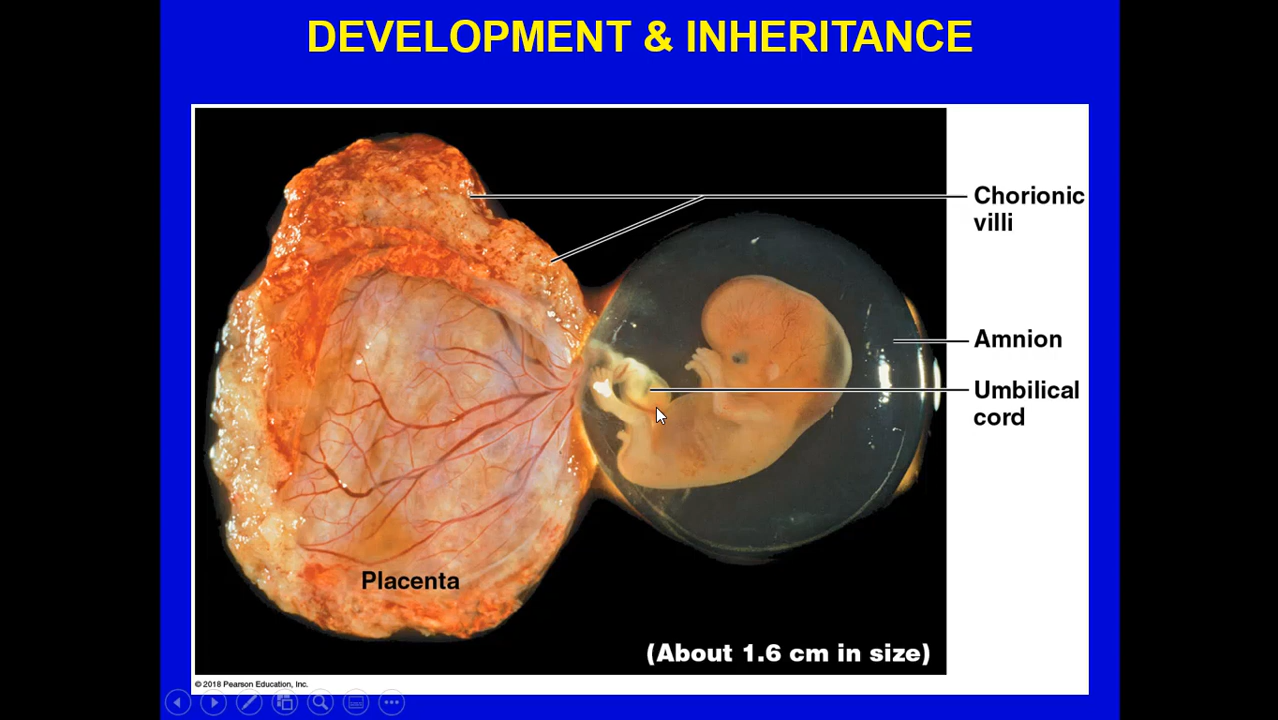 DEVELOPMENT & INHERITANCE
Chorionic
villi
Amnion
Umbilical
cord
Placenta
(About 1.6 cm in size)
© 2018 Pearson Education, Inc.